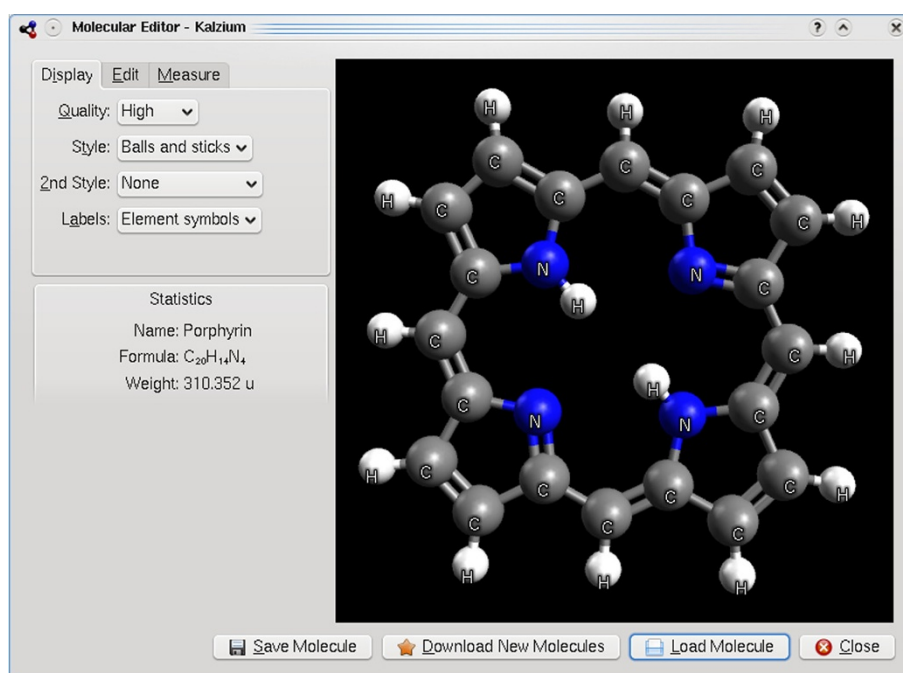 Molecular Editor - Kalzium
?
Display Edit Measure
Quality: High
Style: Balls and sticks
2nd Style: None
Labels: Element symbols
Statistics
Name: Porphyrin
Formula: C₂₀H₁₄N₄
Weight: 310.352 u
H H H
C C C
H C C C C H
N N C
C H
H C C H
H
C N N C
H C C C C H
C C C
H H H
Save Molecule Download New Molecules Load Molecule Close